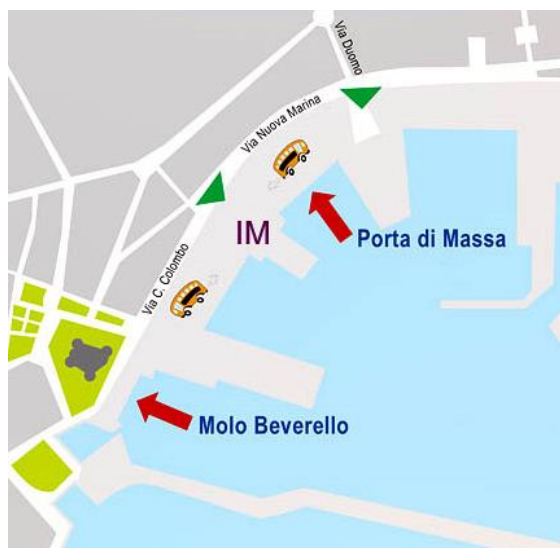 Via Duomo
Via Nuova Marina
IM
Porta di Massa
Via C. Colombo
Molo Beverello